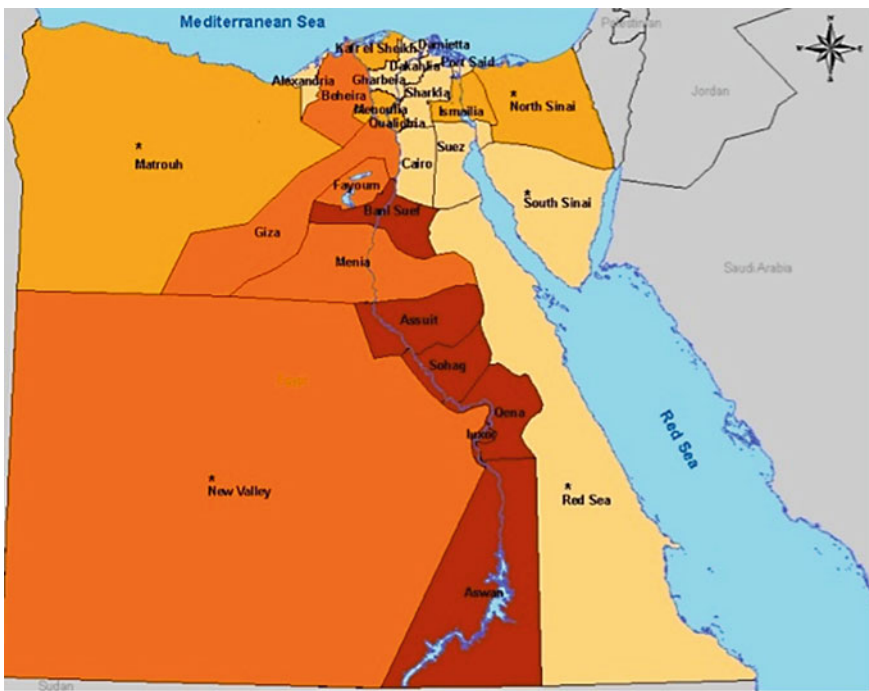 Mediterranean Sea
Palestinian
Kafr el Sheikh
Damietta
Dakahlia
Port Said
Alexandria
Gharbeia
Beheira
Sharkia
Jordan
Menoufia
Ismailia
* North Sinai
Qualiobia
* Matrouh
Cairo
Suez
Fayoum
* South Sinai
Bani Suef
Giza
Menia
Saudi Arabia
Assuit
Sohag
Egypt
Qena
Luxor
Red Sea
* New Valley
* Red Sea
Aswan
Sudan